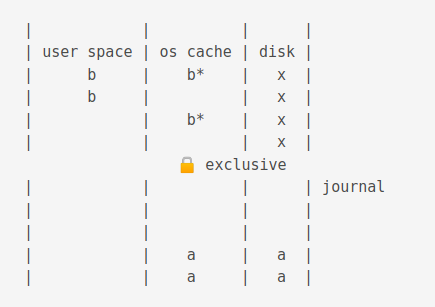 |            |          |      |
| user space | os cache | disk |
|      b     |    b*    |   x  |
|      b     |          |   x  |
|            |    b*    |   x  |
|            |          |   x  |
🔒 exclusive
|            |          |      | journal
|            |          |      |
|            |          |      |
|            |    a     |   a  |
|            |    a     |   a  |